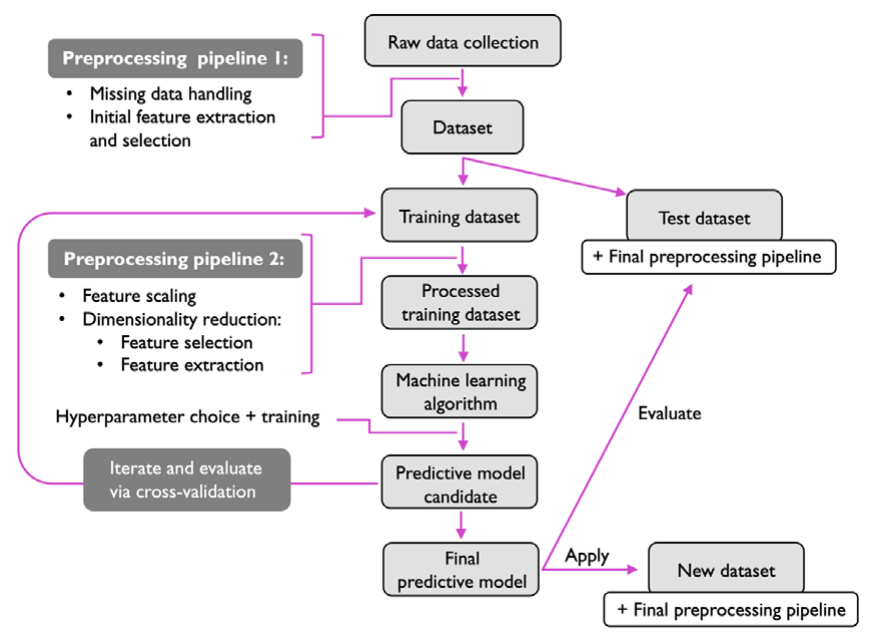 Raw data collection
Preprocessing pipeline 1:
• Missing data handling
• Initial feature extraction
and selection
Dataset
Training dataset
Test dataset
+ Final preprocessing pipeline
Preprocessing pipeline 2:
• Feature scaling
• Dimensionality reduction:
• Feature selection
• Feature extraction
Processed
training dataset
Machine learning
algorithm
Evaluate
Hyperparameter choice + training
Iterate and evaluate
via cross-validation
Predictive model
candidate
Final
predictive model
Apply
New dataset
+ Final preprocessing pipeline